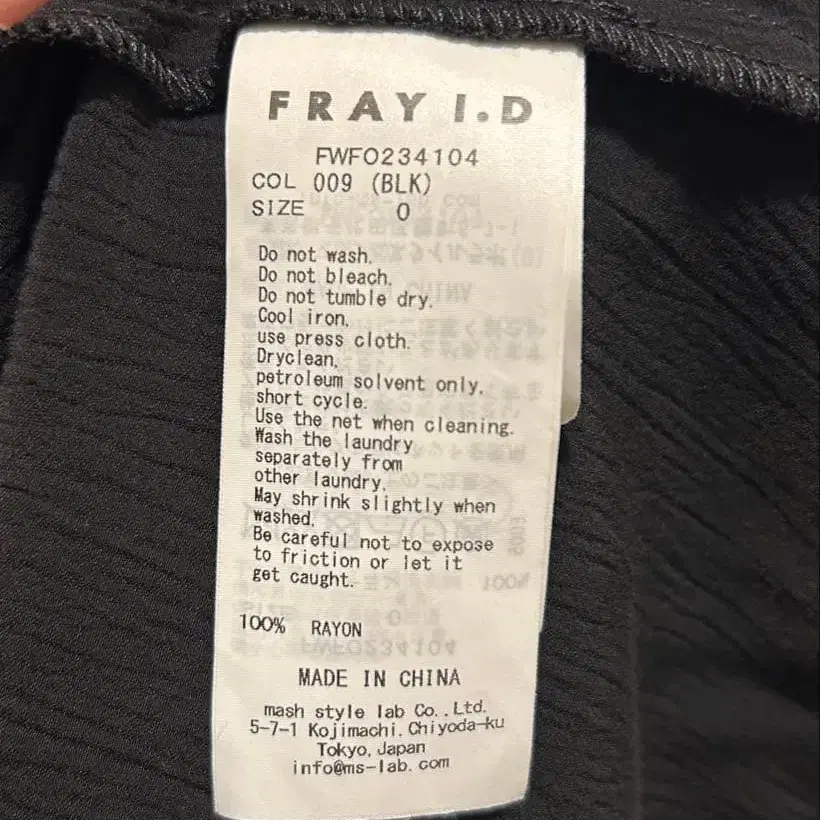 FRAY I.D
FWFO234104
COL 009 (BLK)
SIZE 0
Do not wash.
Do not bleach.
Do not tumble dry.
Cool iron.
use press cloth.
Dryclean.
petroleum solvent only.
short cycle.
Use the net when cleaning.
Wash the laundry
separately from
other laundry.
May shrink slightly when
washed.
Be careful not to expose
to friction or let it
get caught.
100% RAYON
MADE IN CHINA
mash style lab Co.,Ltd.
5-7-1 Kojimachi. Chiyoda-ku
Tokyo, Japan
info@ms-lab.com